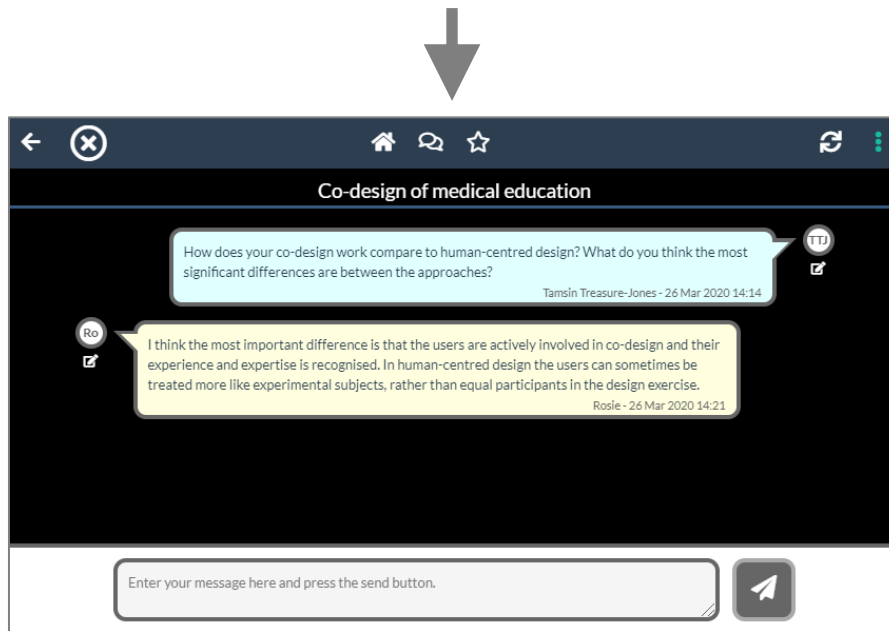 Co-design of medical education
How does your co-design work compare to human-centred design? What do you think the most
significant differences are between the approaches?
Tamsin Treasure-Jones - 26 Mar 2020 14:14
TTJ
Ro
I think the most important difference is that the users are actively involved in co-design and their
experience and expertise is recognised. In human-centred design the users can sometimes be
treated more like experimental subjects, rather than equal participants in the design exercise.
Rosie - 26 Mar 2020 14:21
Enter your message here and press the send button.